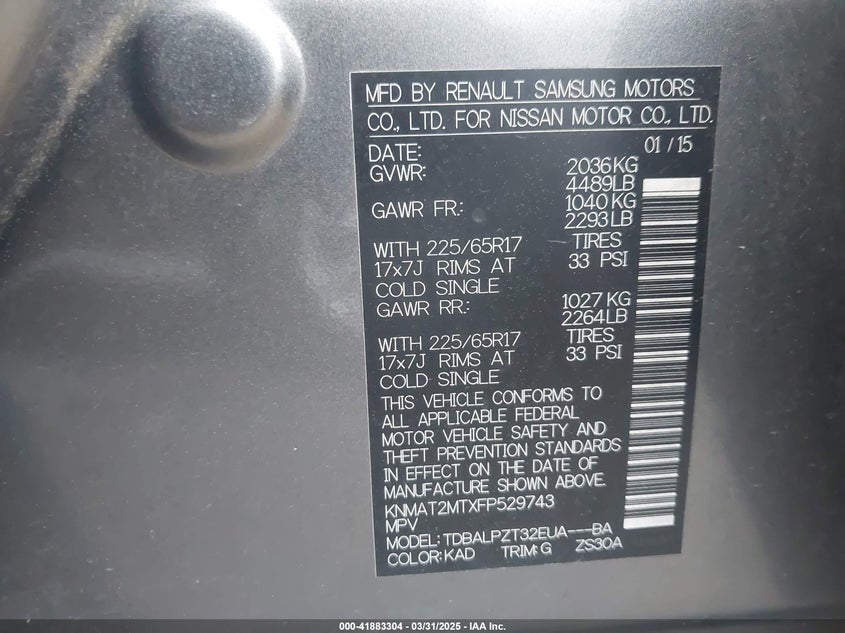 MFD BY RENAULT SAMSUNG MOTORS
CO., LTD. FOR NISSAN MOTOR CO., LTD.
DATE: 01 / 15
GVWR: 2036KG
4489LB
GAWR FR.: 1040 KG
2293LB
WITH 225/65R17 TIRES
17x7J RIMS AT 33 PSI
COLD SINGLE
GAWR RR.: 1027 KG
2264LB
WITH 225/65R17 TIRES
17x7J RIMS AT 33 PSI
COLD SINGLE
THIS VEHICLE CONFORMS TO
ALL APPLICABLE FEDERAL
MOTOR VEHICLE SAFETY AND
THEFT PREVENTION STANDARDS
IN EFFECT ON THE DATE OF
MANUFACTURE SHOWN ABOVE.
KNMAT2MTXFP529743
MPV
MODEL: TDBALPZT32EUA---BA
COLOR: KAD TRIM: G ZS30A
000-41883304 - 03/31/2025 - IAA Inc.